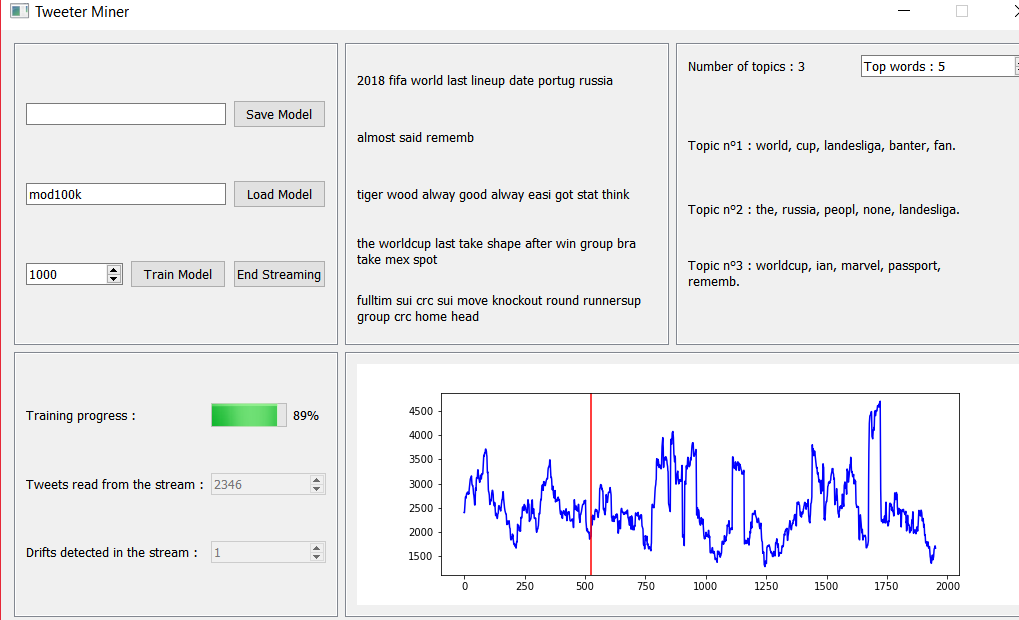 Tweeter Miner
Save Model
mod100k
Load Model
1000
Train Model
End Streaming
2018 fifa world last lineup date portug russia
almost said rememb
tiger wood alway good alway easi got stat think
the worldcup last take shape after win group bra
take mex spot
fulltim sui crc sui move knockout round runnersup
group crc home head
Number of topics : 3
Top words : 5
Topic nº1 : world, cup, landesliga, banter, fan.
Topic nº2 : the, russia, peopl, none, landesliga.
Topic nº3 : worldcup, ian, marvel, passport,
rememb.
Training progress :
89%
Tweets read from the stream :
2346
Drifts detected in the stream :
1
4500
4000
3500
3000
2500
2000
1500
0
250
500
750
1000
1250
1500
1750
2000